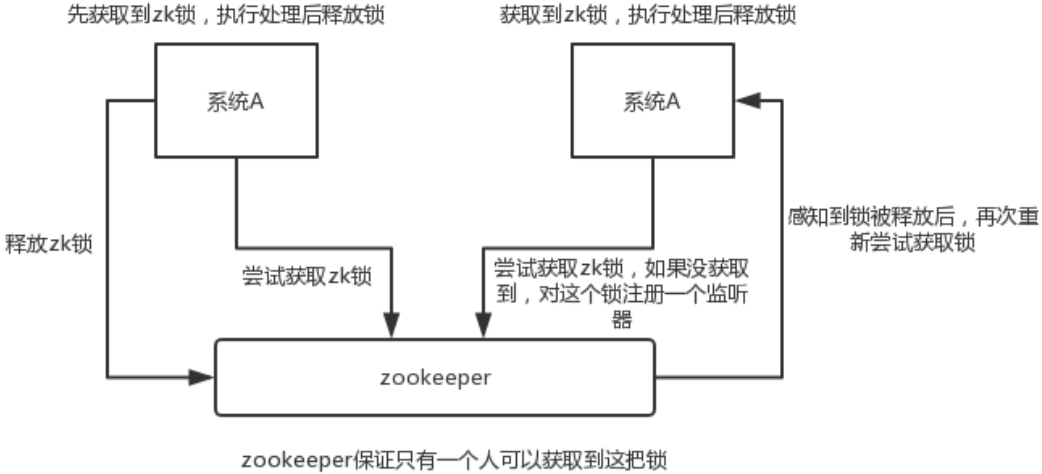 先获取到zk锁，执行处理后释放锁
获取到zk锁，执行处理后释放锁
系统A
系统A
释放zk锁
尝试获取zk锁
尝试获取zk锁，如果没获取
到，对这个锁注册一个监听
器
感知到锁被释放后，再次重
新尝试获取锁
zookeeper
zookeeper保证只有一个人可以获取到这把锁